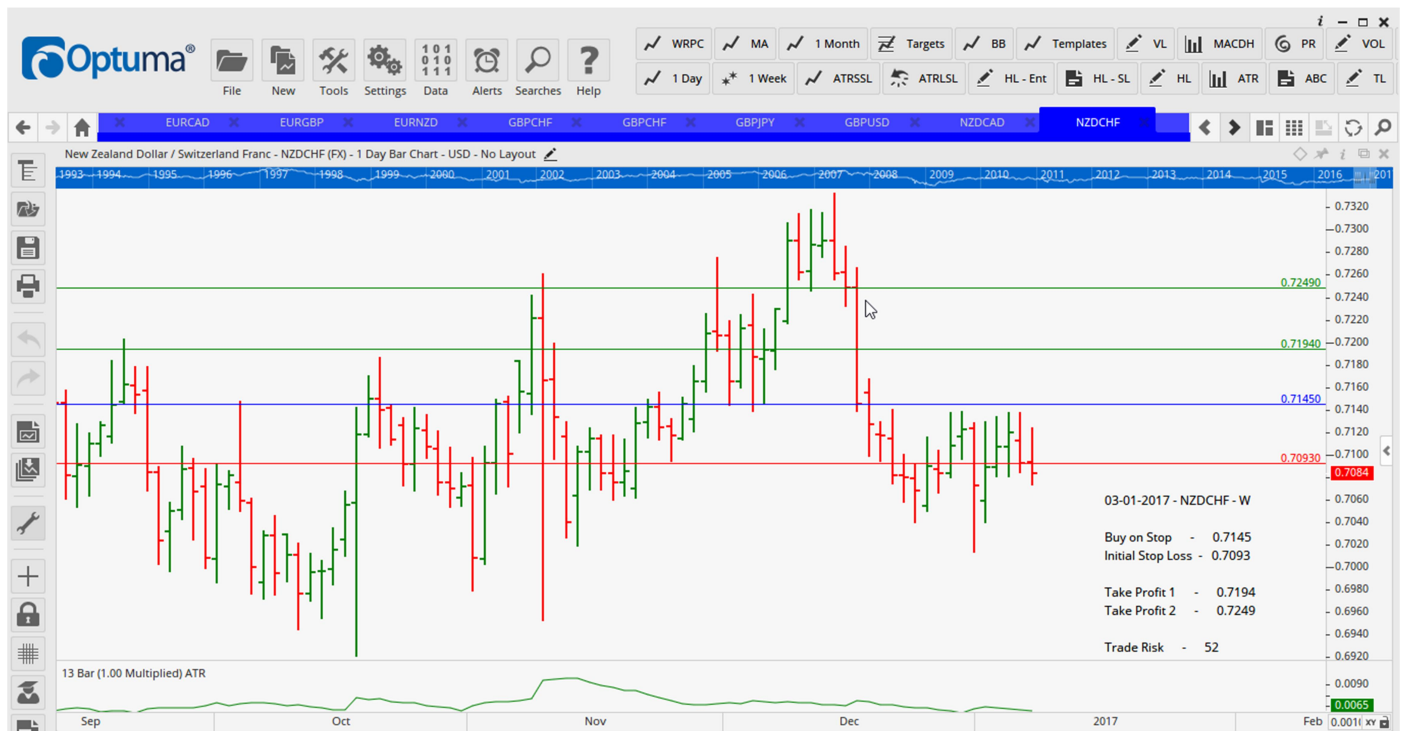 Optuma®
File New Tools Settings Data Alerts Searches Help
WRPC MA 1 Month Targets BB Templates VL MACDH PR VOL
1 Day 1 Week ATRSSL ATRLSL HL - Ent HL - SL HL ATR ABC TL
EURCAD EURGBP EURNZD GBPCHF GBPCHF GBPJPY GBPUSD NZDCAD NZDCHF
New Zealand Dollar / Switzerland Franc - NZDCHF (FX) - 1 Day Bar Chart - USD - No Layout
1993 1994 1995 1996 1997 1998 1999 2000 2001 2002 2003 2004 2005 2006 2007 2008 2009 2010 2011 2012 2013 2014 2015 2016 201
0.7320
0.7300
0.7280
0.7260
0.72490
0.7240
0.7220
0.7200
0.71940
0.7180
0.7160
0.71450
0.7140
0.7120
0.7100
0.70930
0.7084
0.7060
0.7040
0.7020
0.7000
0.6980
0.6960
0.6940
0.6920
03-01-2017 - NZDCHF - W
Buy on Stop - 0.7145
Initial Stop Loss - 0.7093
Take Profit 1 - 0.7194
Take Profit 2 - 0.7249
Trade Risk - 52
13 Bar (1.00 Multiplied) ATR
0.0090
0.0065
Sep Oct Nov Dec 2017 Feb XY